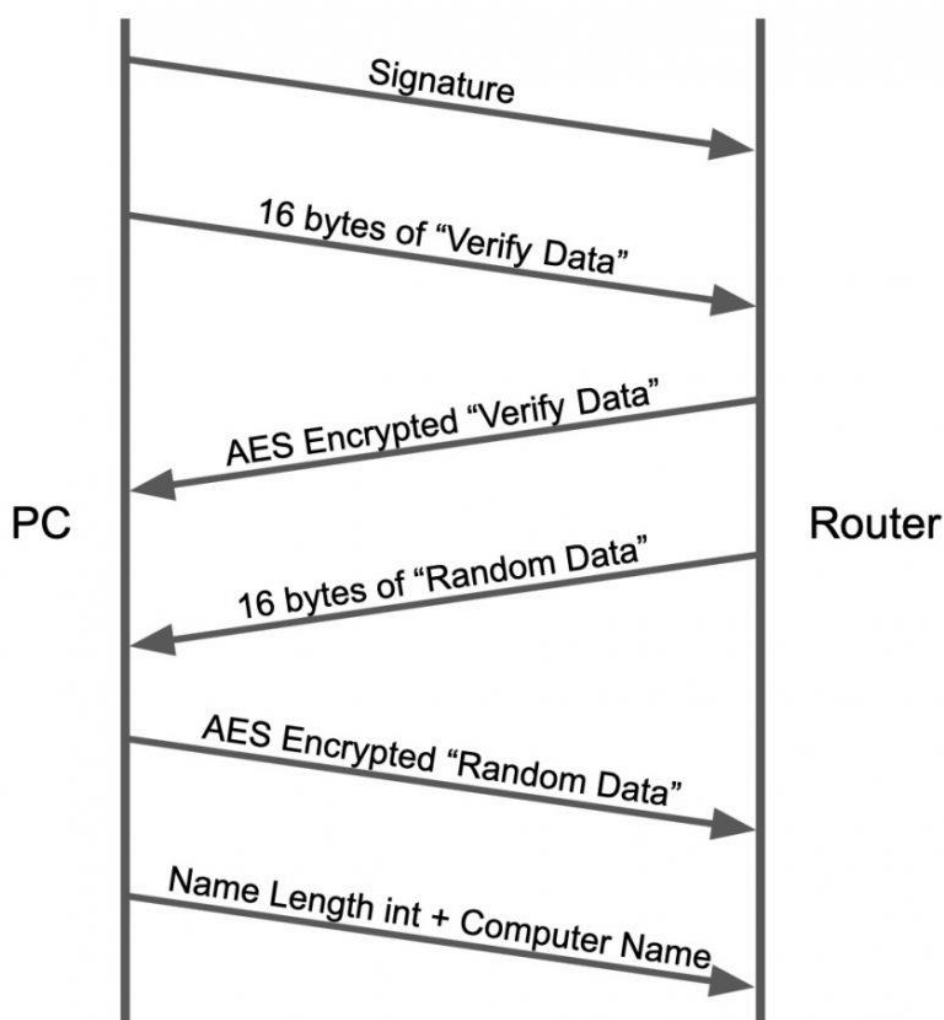 Signature
16 bytes of “Verify Data”
AES Encrypted “Verify Data”
PC
Router
16 bytes of “Random Data”
AES Encrypted “Random Data”
Name Length int + Computer Name